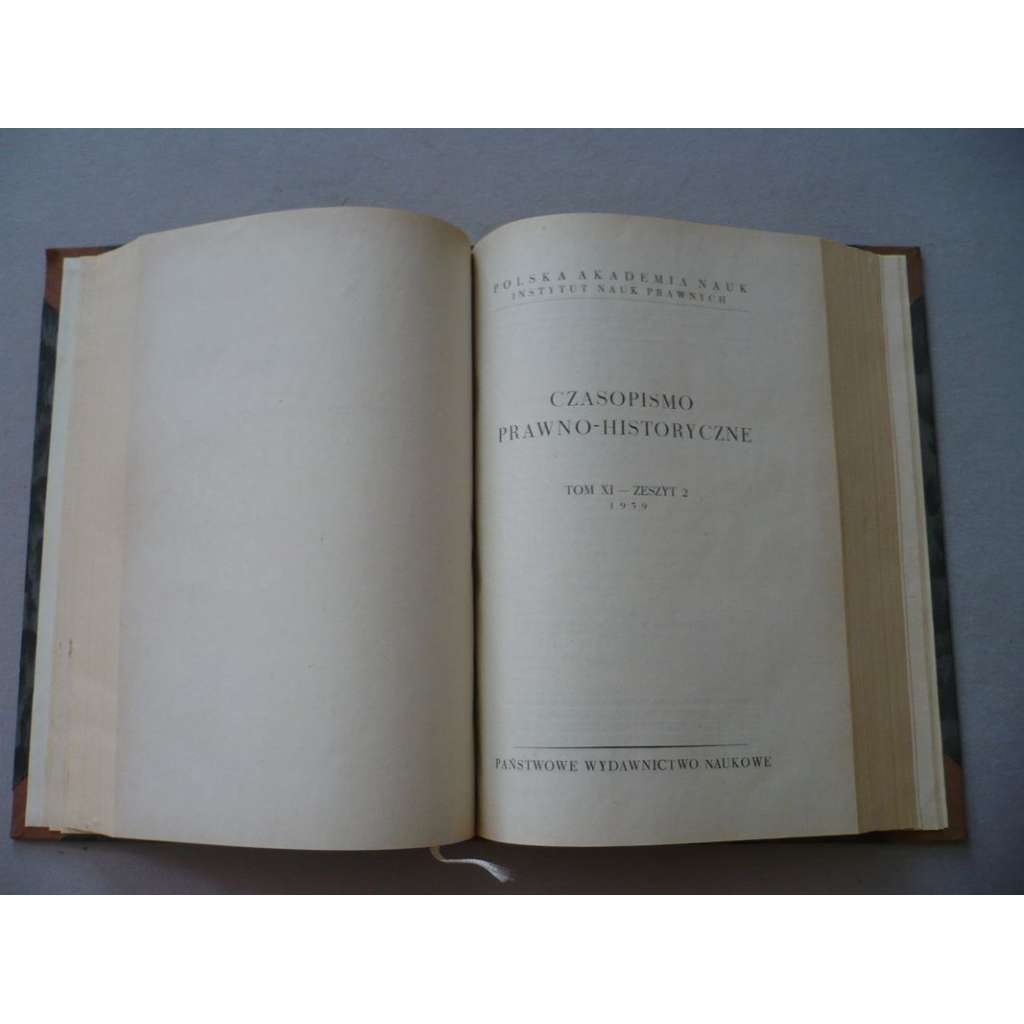 POLSKA AKADEMIA NAUK
INSTYTUT NAUK PRAWNYCH
CZASOPISMO
PRAWNO-HISTORYCZNE
TOM XI — ZESZYT 2
1959
PAŃSTWOWE WYDAWNICTWO NAUKOWE